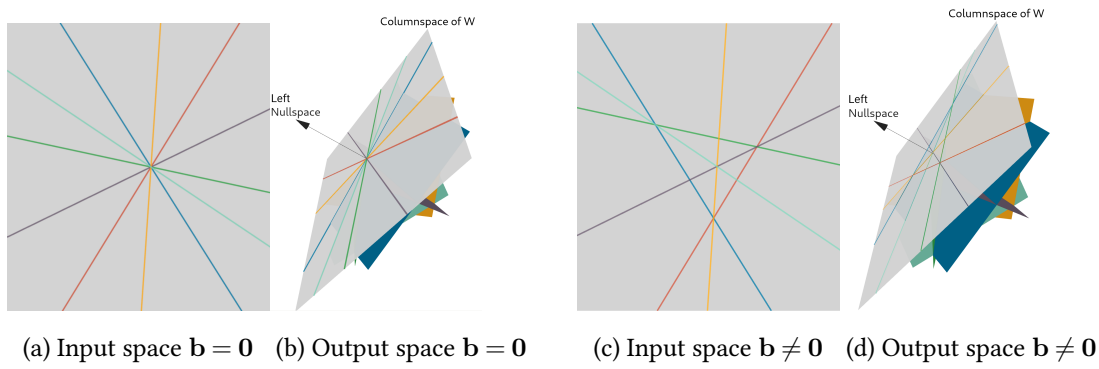 Columnspace of W
Left
Nullspace
Columnspace of W
Left
Nullspace
(a) Input space b = 0
(b) Output space b = 0
(c) Input space b ≠ 0
(d) Output space b ≠ 0